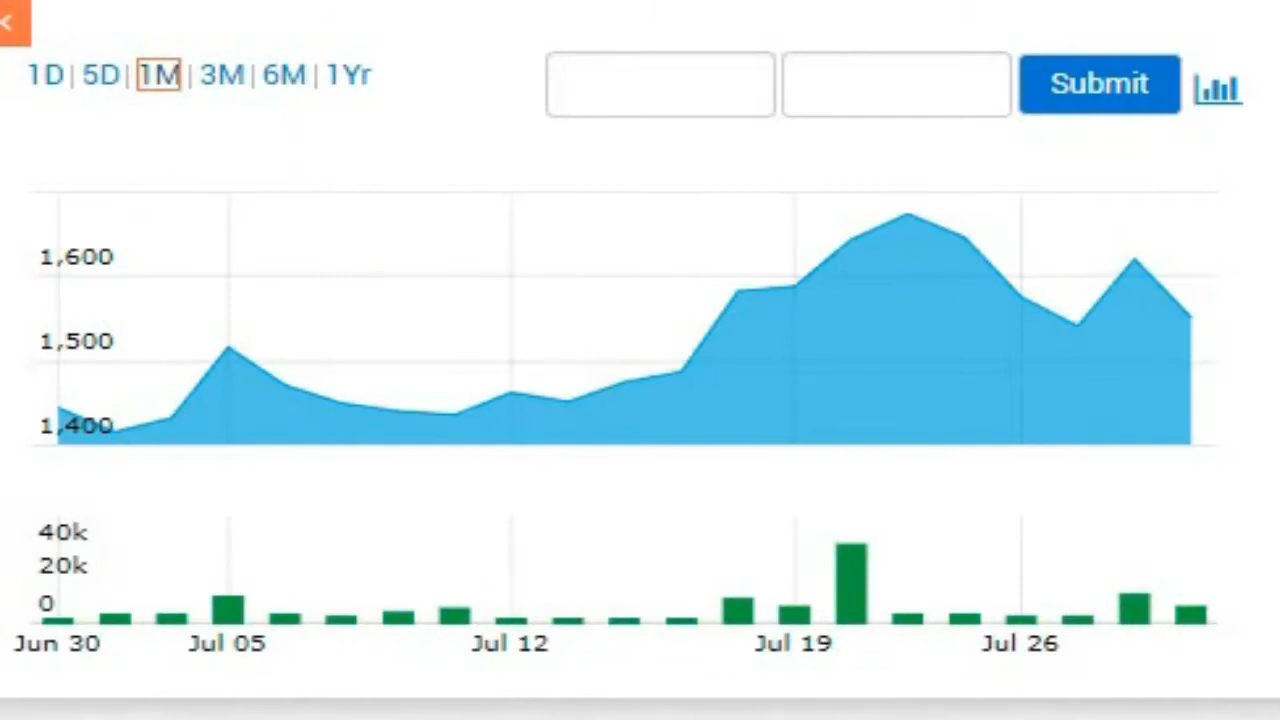 1D | 5D | 1M | 3M | 6M | 1Yr
Submit
1,600
1,500
1,400
40k
20k
0
Jun 30 Jul 05 Jul 12 Jul 19 Jul 26